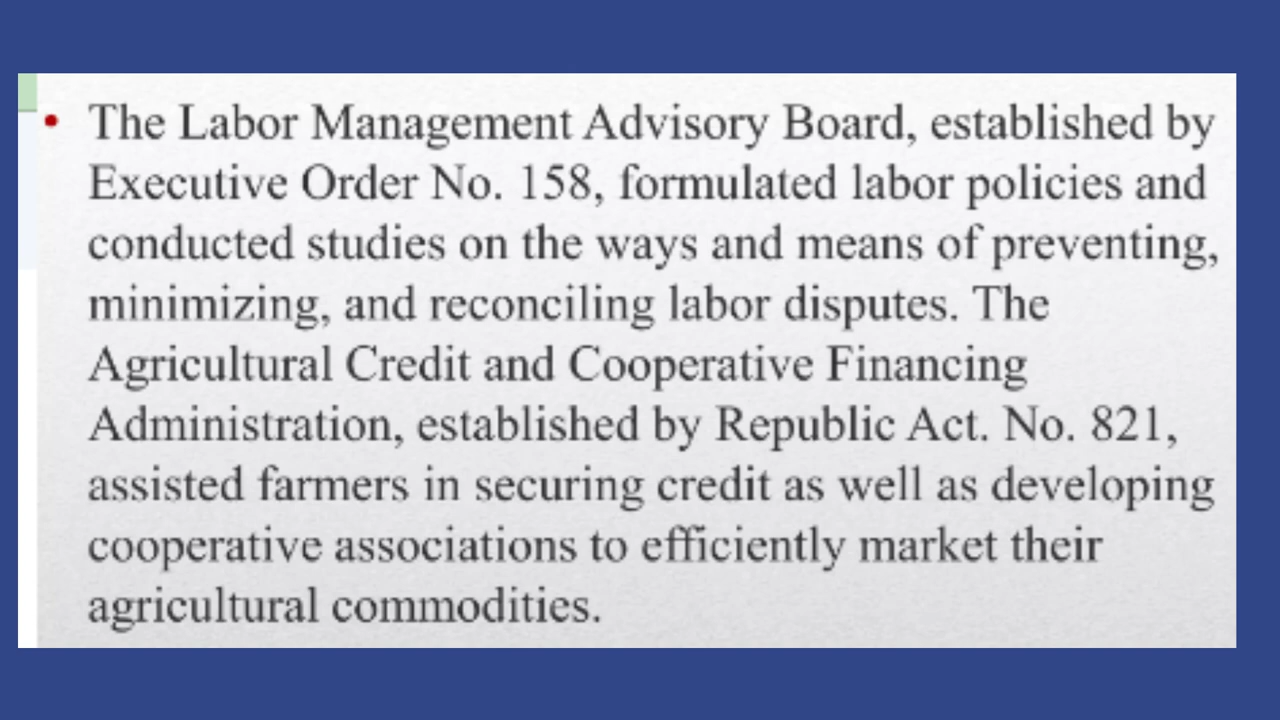 • The Labor Management Advisory Board, established by
Executive Order No. 158, formulated labor policies and
conducted studies on the ways and means of preventing,
minimizing, and reconciling labor disputes. The
Agricultural Credit and Cooperative Financing
Administration, established by Republic Act. No. 821,
assisted farmers in securing credit as well as developing
cooperative associations to efficiently market their
agricultural commodities.